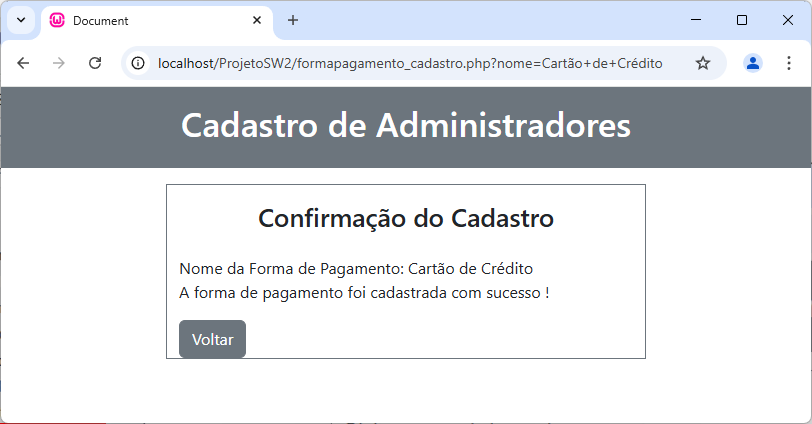 Document
localhost/ProjetoSW2/formapagamento_cadastro.php?nome=Cartão+de+Crédito
Cadastro de Administradores
Confirmação do Cadastro
Nome da Forma de Pagamento: Cartão de Crédito
A forma de pagamento foi cadastrada com sucesso !
Voltar